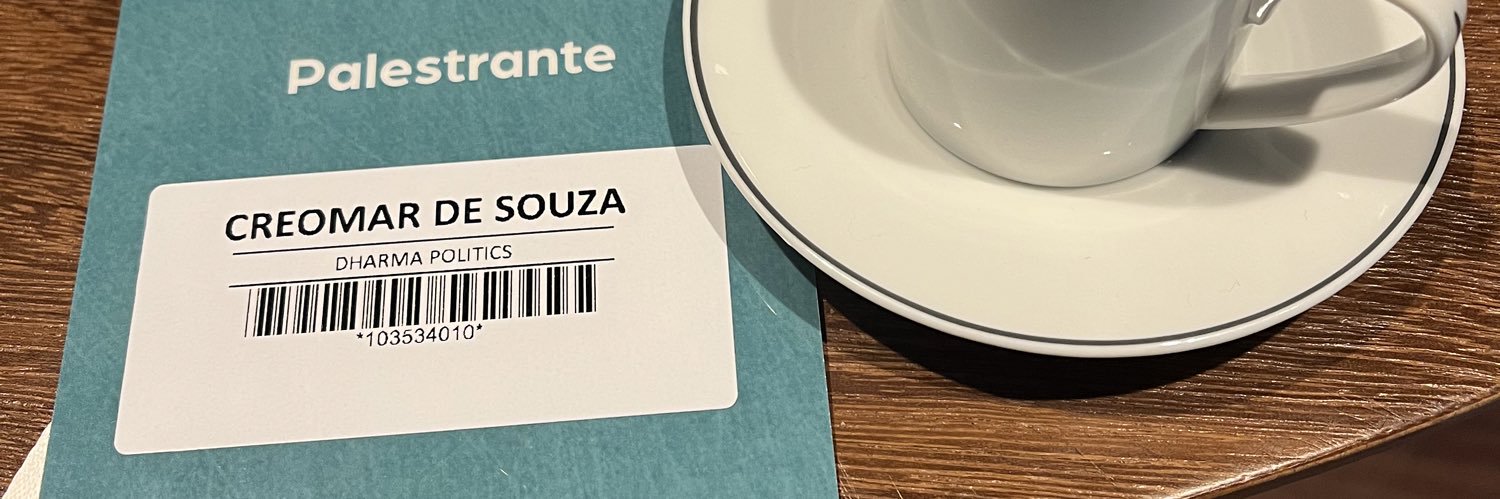 Palestrante
CREOMAR DE SOUZA
DHARMA POLITICS
*103534010*